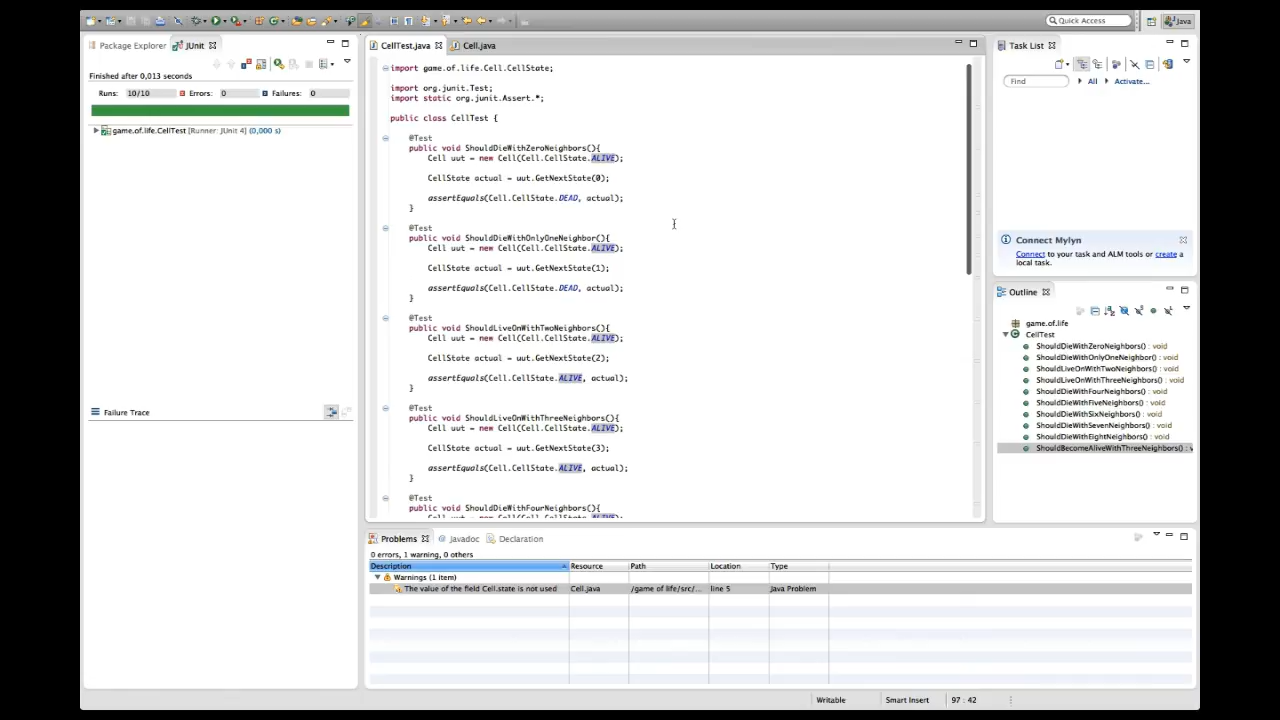 Quick Access
Java
Package Explorer
JUnit
Finished after 0,013 seconds
Runs: 10/10
Errors: 0
Failures: 0
game.of.life.CellTest [Runner: JUnit 4] (0,000 s)
Failure Trace
CellTest.java
Cell.java
import game.of.life.Cell.CellState;
import org.junit.Test;
import static org.junit.Assert.*;
public class CellTest {
@Test
public void ShouldDieWithZeroNeighbors(){
Cell uut = new Cell(Cell.CellState.ALIVE);
CellState actual = uut.GetNextState(0);
assertEquals(Cell.CellState.DEAD, actual);
}
@Test
public void ShouldDieWithOnlyOneNeighbor(){
Cell uut = new Cell(Cell.CellState.ALIVE);
CellState actual = uut.GetNextState(1);
assertEquals(Cell.CellState.DEAD, actual);
}
@Test
public void ShouldLiveOnWithTwoNeighbors(){
Cell uut = new Cell(Cell.CellState.ALIVE);
CellState actual = uut.GetNextState(2);
assertEquals(Cell.CellState.ALIVE, actual);
}
@Test
public void ShouldLiveOnWithThreeNeighbors(){
Cell uut = new Cell(Cell.CellState.ALIVE);
CellState actual = uut.GetNextState(3);
assertEquals(Cell.CellState.ALIVE, actual);
}
@Test
public void ShouldDieWithFourNeighbors(){
Cell uut = new Cell(Cell.CellState.ALIVE);
Task List
Find
All
Activate...
Connect Mylyn
Connect to your task and ALM tools or create a
local task.
Outline
game.of.life
CellTest
ShouldDieWithZeroNeighbors() : void
ShouldDieWithOnlyOneNeighbor() : void
ShouldLiveOnWithTwoNeighbors() : void
ShouldLiveOnWithThreeNeighbors() : void
ShouldDieWithFourNeighbors() : void
ShouldDieWithFiveNeighbors() : void
ShouldDieWithSixNeighbors() : void
ShouldDieWithSevenNeighbors() : void
ShouldDieWithEightNeighbors() : void
ShouldBecomeAliveWithThreeNeighbors() : v
Problems
Javadoc
Declaration
0 errors, 1 warning, 0 others
Description Resource Path Location Type
Warnings (1 item)
The value of the field Cell.state is not used Cell.java /game of life/src/... line 5 Java Problem
Writable Smart Insert 97 : 42